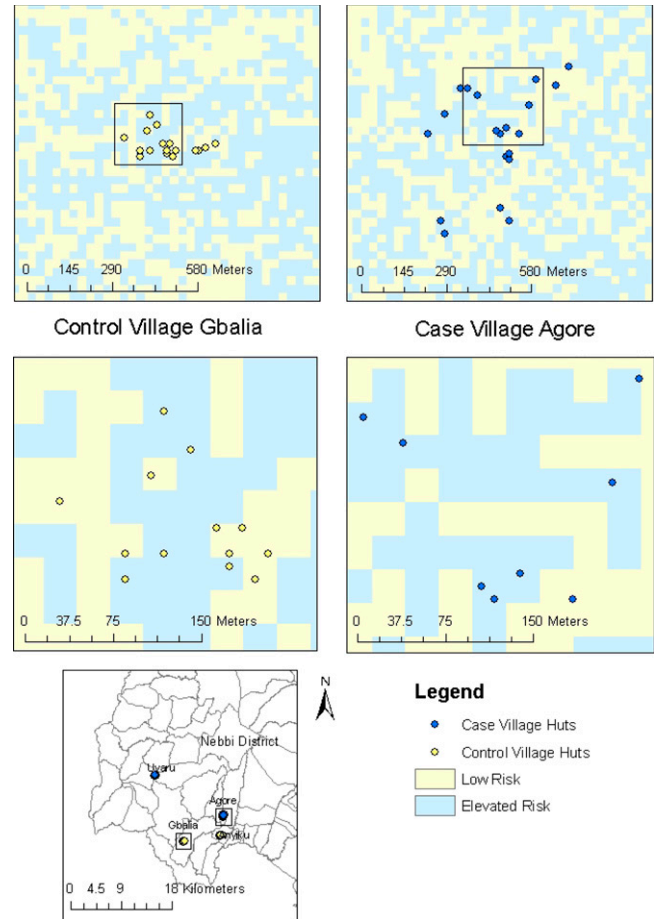 0 145 290 580 Meters
0 145 290 580 Meters
Control Village Gbalia
Case Village Agore
0 37.5 75 150 Meters
0 37.5 75 150 Meters
N
Nebbi District
Uvaru
Agore
Gbalia
0 4.5 9 18 Kilometers
Legend
Case Village Huts
Control Village Huts
Low Risk
Elevated Risk